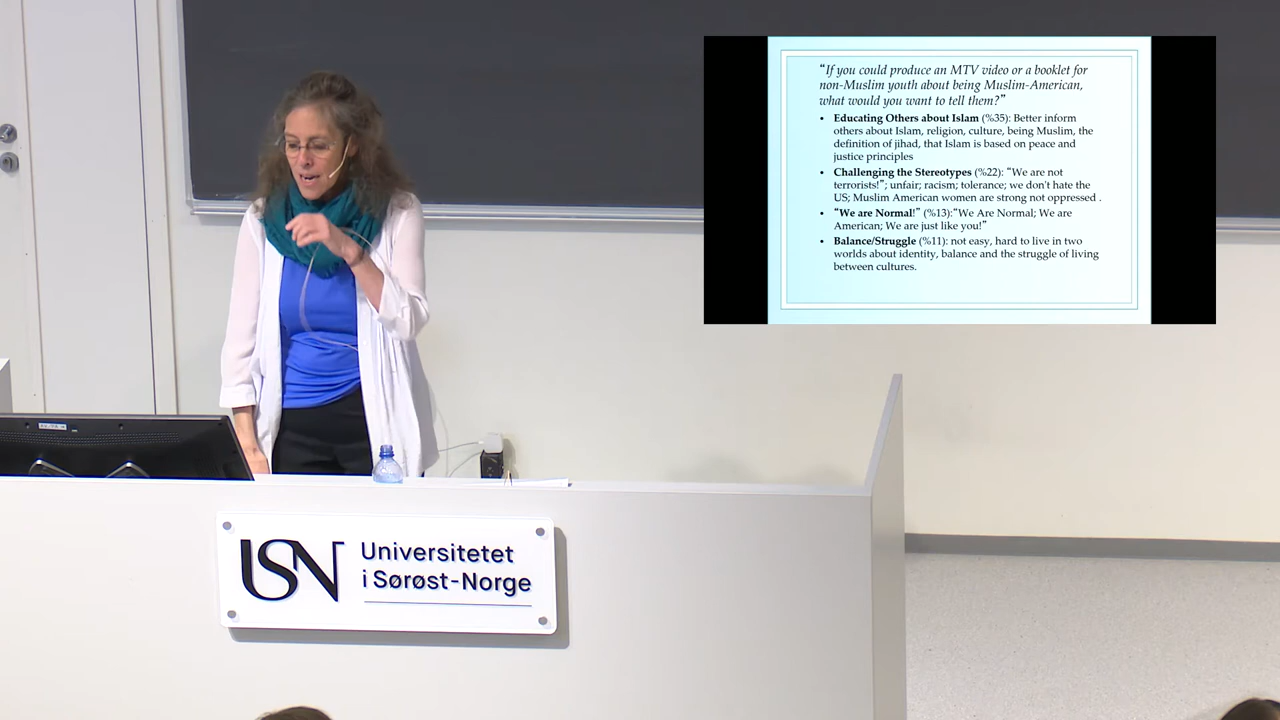 “If you could produce an MTV video or a booklet for
non-Muslim youth about being Muslim-American,
what would you want to tell them?”
• Educating Others about Islam (%35): Better inform
others about Islam, religion, culture, being Muslim, the
definition of jihad, that Islam is based on peace and
justice principles
• Challenging the Stereotypes (%22): “We are not
terrorists!”; unfair; racism; tolerance; we don't hate the
US; Muslim American women are strong not oppressed .
• “We are Normal!” (%13):“We Are Normal; We are
American; We are just like you!”
• Balance/Struggle (%11): not easy, hard to live in two
worlds about identity, balance and the struggle of living
between cultures.
USN
Universitetet
i Sørøst-Norge